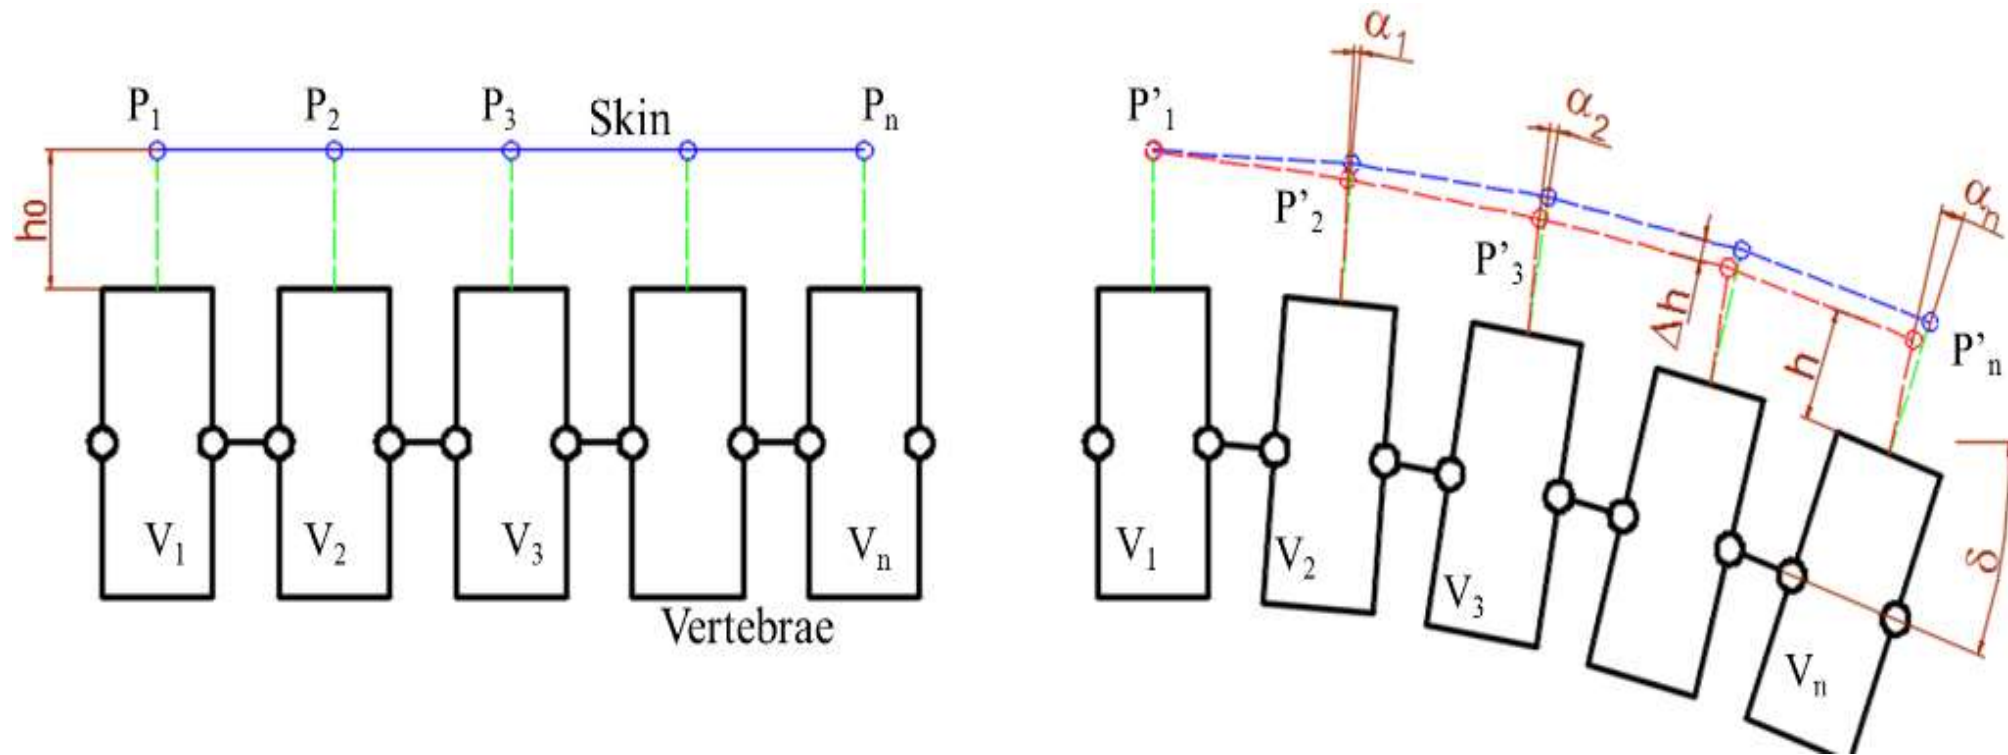 P₁ P₂ P₃ Skin Pₙ
h₀
V₁ V₂ V₃ Vₙ
Vertebrae
α₁
α₂
αₙ
P'₁
P'₂
P'₃
Δh
h
P'ₙ
δ
V₁
V₂
V₃
Vₙ